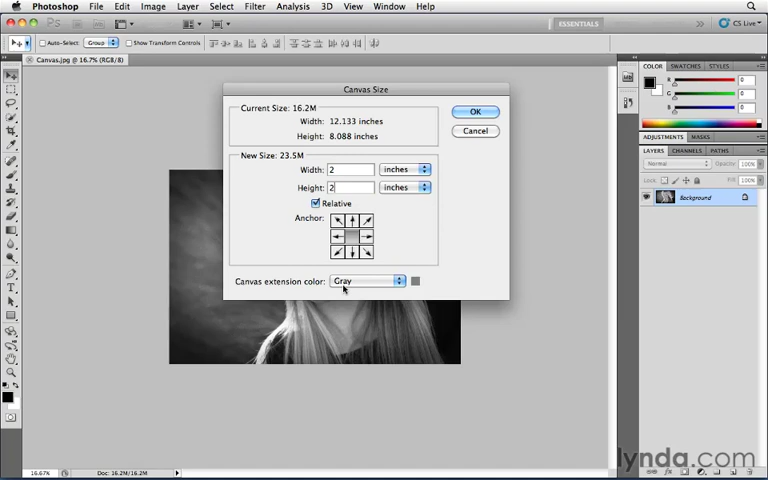 Photoshop File Edit Image Layer Select Filter Analysis 3D View Window Help
Ps Br 16.7 ESSENTIALS CS Live
Auto-Select: Group Show Transform Controls
Canvas.jpg @ 16.7% (RGB/8)
Canvas Size
Current Size: 16.2M
Width: 12.133 inches
Height: 8.088 inches
New Size: 23.5M
Width: 2 inches
Height: 2 inches
Relative
Anchor:
Canvas extension color: Gray
OK
Cancel
COLOR SWATCHES STYLES
R 0
G 0
B 0
ADJUSTMENTS MASKS
LAYERS CHANNELS PATHS
Normal Opacity: 100%
Lock: Fill: 100%
Background
16.67% Doc: 16.2M/16.2M
lynda.com